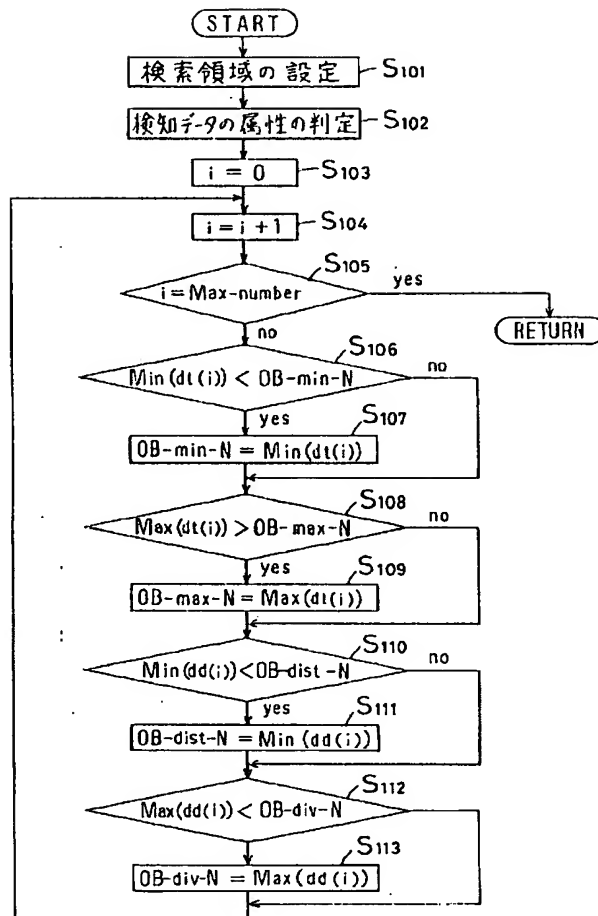 START
検索領域の設定 S101
検知データの属性の判定 S102
i = 0 S103
i = i + 1 S104
i = Max-number S105
yes
RETURN
no
Min(dt(i) < OB-min-N S106
no
yes
OB-min-N = Min(dt(i)) S107
Max(dt(i)) > OB-max-N S108
no
yes
OB-max-N = Max(dt(i)) S109
Min(dd(i)) < OB-dist-N S110
no
yes
OB-dist-N = Min(dd(i)) S111
Max(dd(i)) < OB-div-N S112
OB-div-N = Max(dd(i)) S113